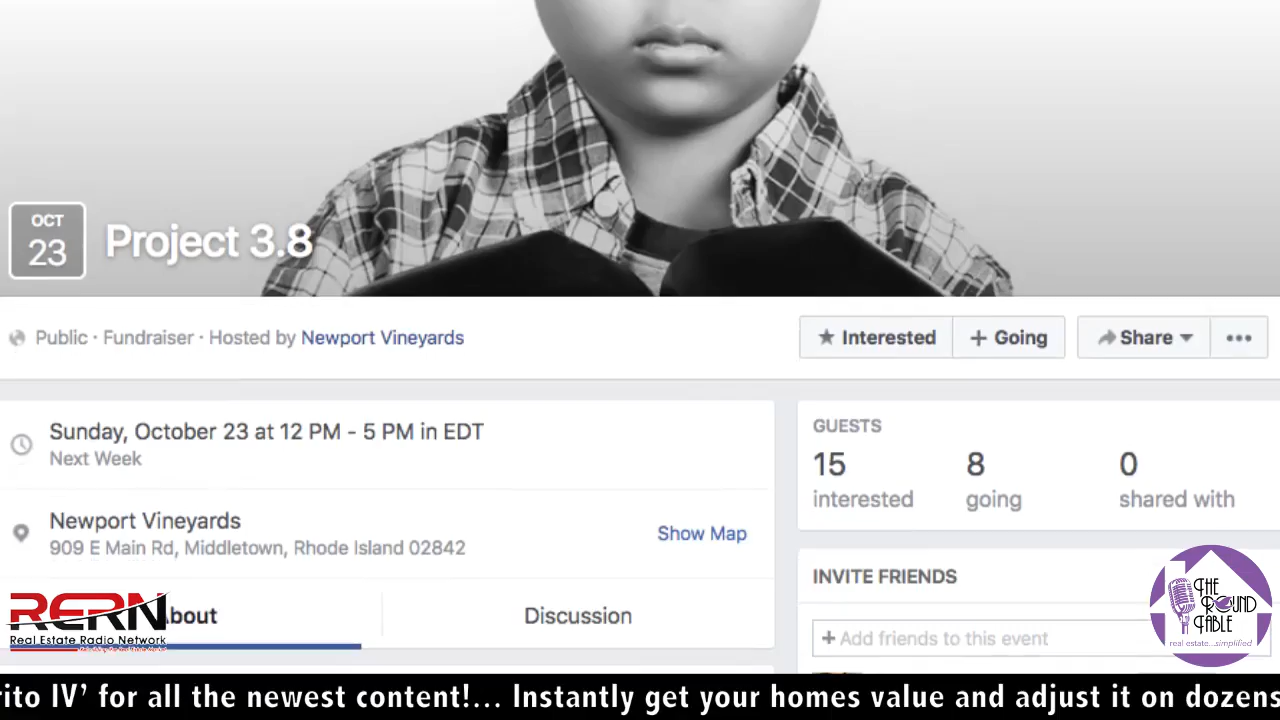 OCT
23
Project 3.8
Public · Fundraiser · Hosted by Newport Vineyards
Interested
+ Going
Share
Sunday, October 23 at 12 PM - 5 PM in EDT
Next Week
Newport Vineyards
909 E Main Rd, Middletown, Rhode Island 02842
Show Map
About
Discussion
GUESTS
15 8 0
interested going shared with
INVITE FRIENDS
+ Add friends to this event
RERN
Real Estate Radio Network
THE
ROUND
TABLE
real estate...simplified
rito IV’ for all the newest content!... Instantly get your homes value and adjust it on dozens